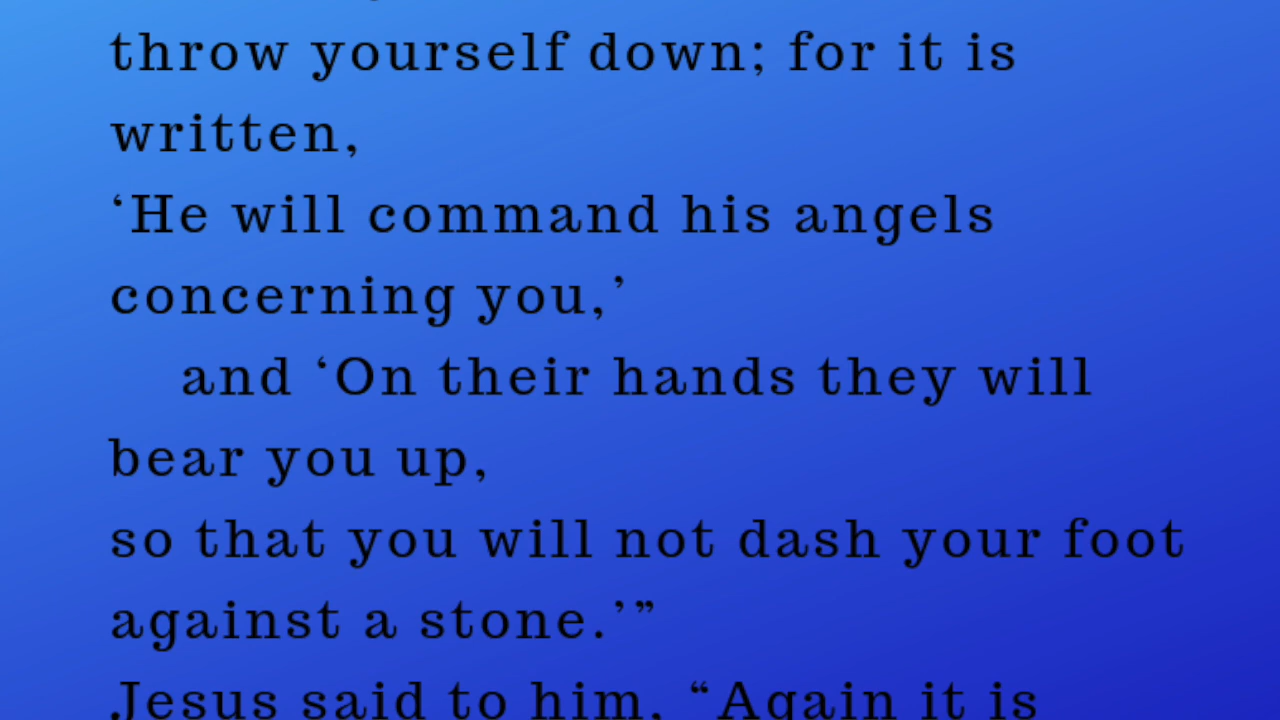 throw yourself down; for it is
written,
‘He will command his angels
concerning you,’
and ‘On their hands they will
bear you up,
so that you will not dash your foot
against a stone.’”
Jesus said to him, “Again it is